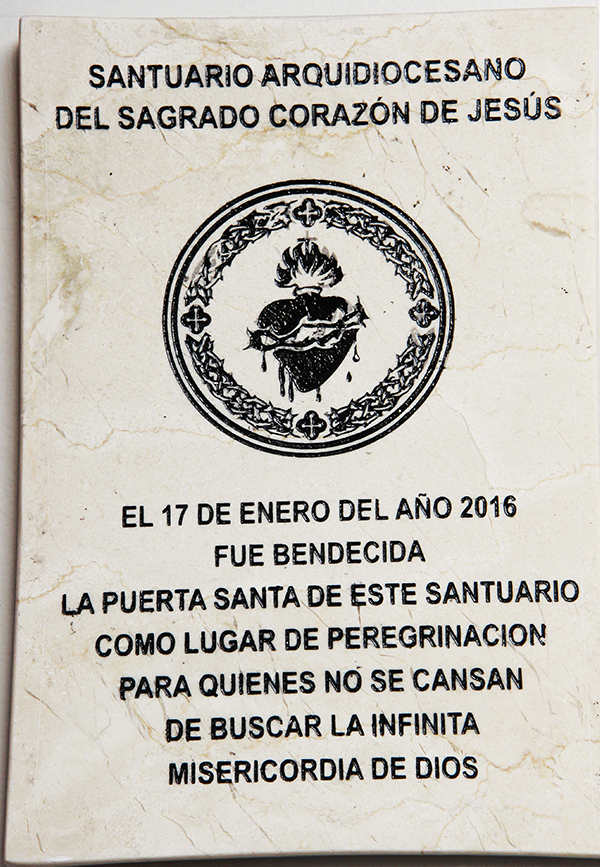 SANTUARIO ARQUIDIOCESANO
DEL SAGRADO CORAZÓN DE JESÚS
EL 17 DE ENERO DEL AÑO 2016
FUE BENDECIDA
LA PUERTA SANTA DE ESTE SANTUARIO
COMO LUGAR DE PEREGRINACION
PARA QUIENES NO SE CANSAN
DE BUSCAR LA INFINITA
MISERICORDIA DE DIOS